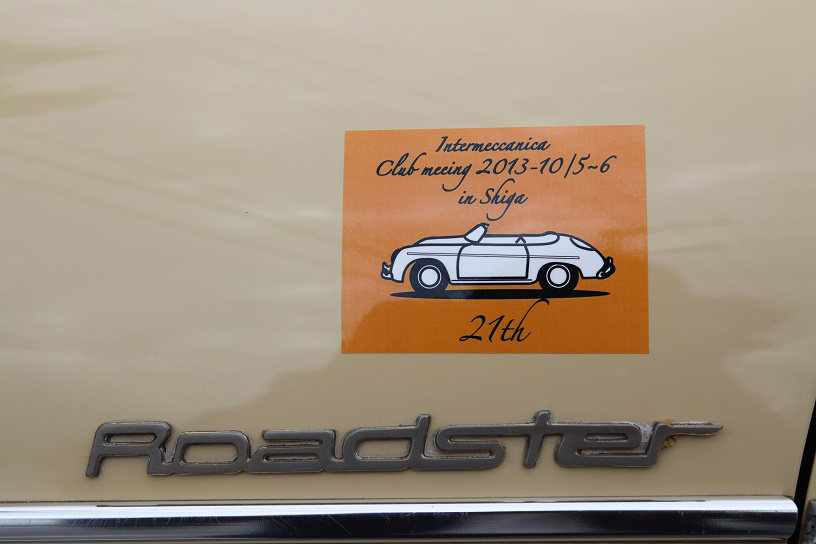 Intermeccanica
Club meeing 2013-10/5~6
in Shiga
21th
Roadster